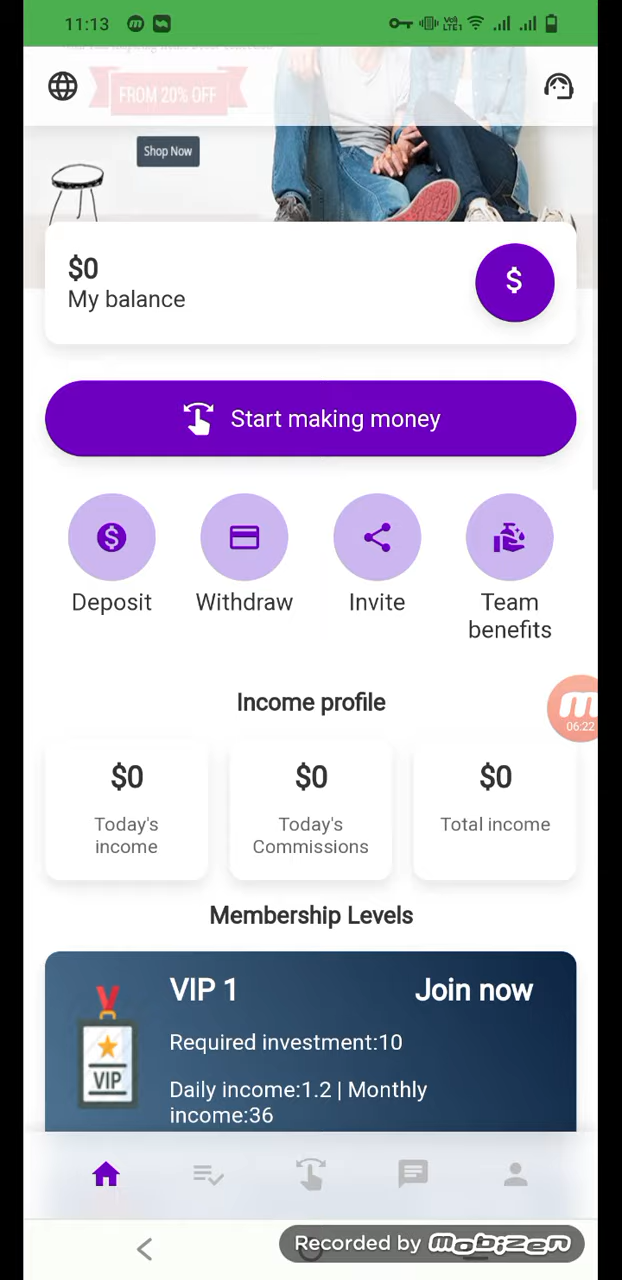 11:13
FROM 20% OFF
Shop Now
$0
My balance
$
Start making money
Deposit
Withdraw
Invite
Team
benefits
Income profile
06:22
$0
Today's
income
$0
Today's
Commissions
$0
Total income
Membership Levels
VIP 1
Join now
VIP
Required investment:10
Daily income:1.2 | Monthly
income:36
Recorded by mobizen